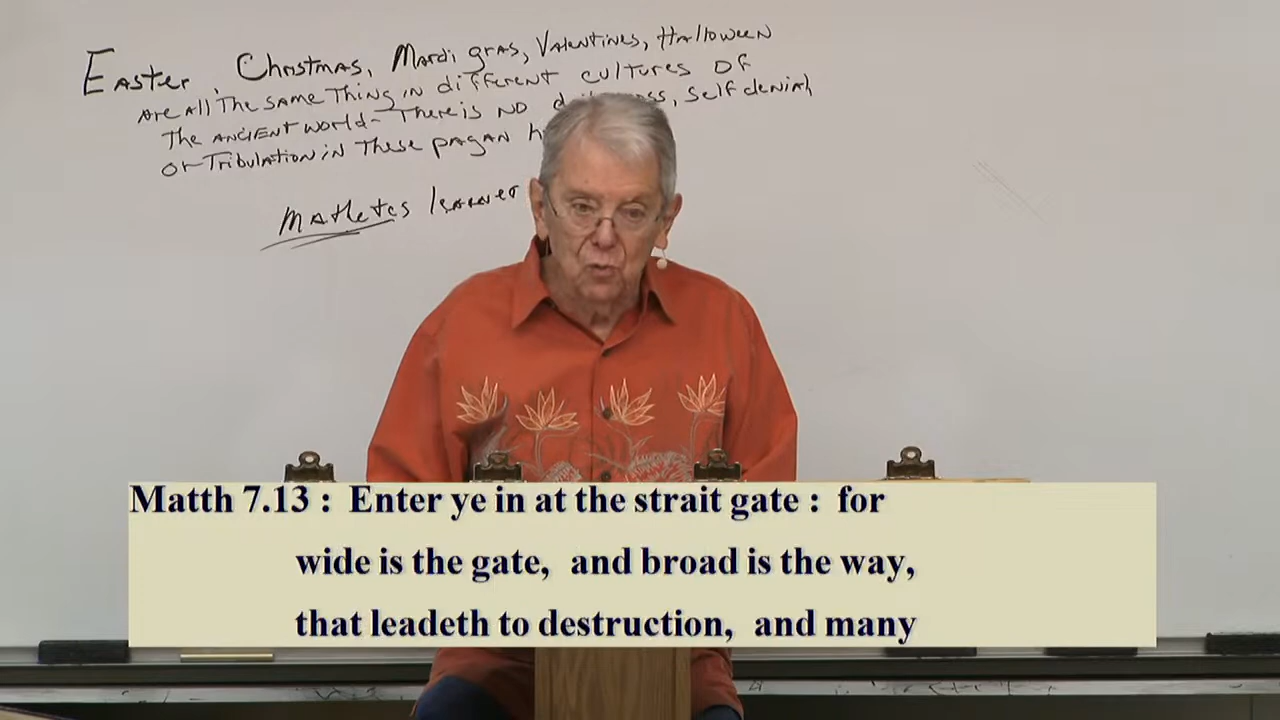 Easter, Christmas, Mardi gras, Valentines, Halloween
are all The same Thing in different cultures of
The ancient world - There is no self denial,
or Tribulation in These pagan
Mathetes learner
Matth 7.13 : Enter ye in at the strait gate : for
wide is the gate, and broad is the way,
that leadeth to destruction, and many